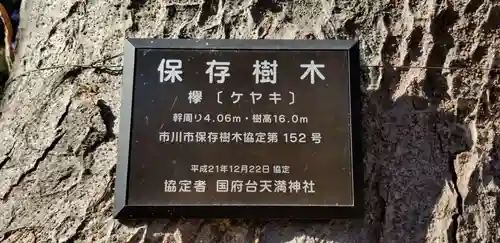 保存樹木
欅〔ケヤキ〕
幹周り4.06m・樹高16.0m
市川市保存樹木協定第152号
平成21年12月22日 協定
協定者 国府台天満神社